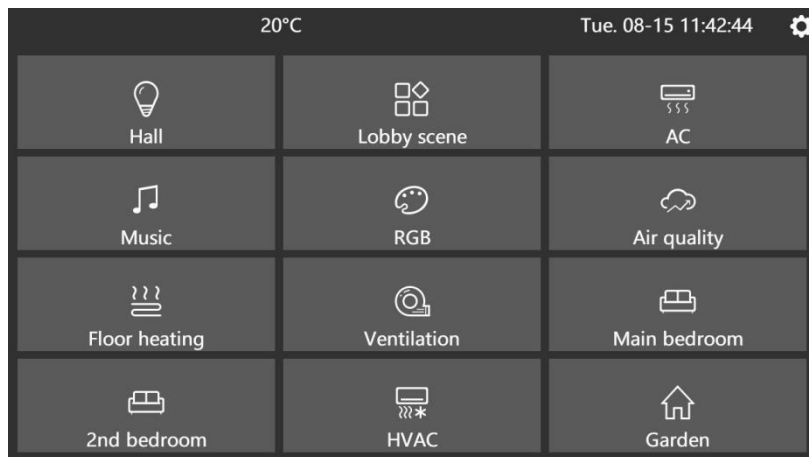 20°C Tue. 08-15 11:42:44
Hall Lobby scene AC
Music RGB Air quality
Floor heating Ventilation Main bedroom
2nd bedroom HVAC Garden